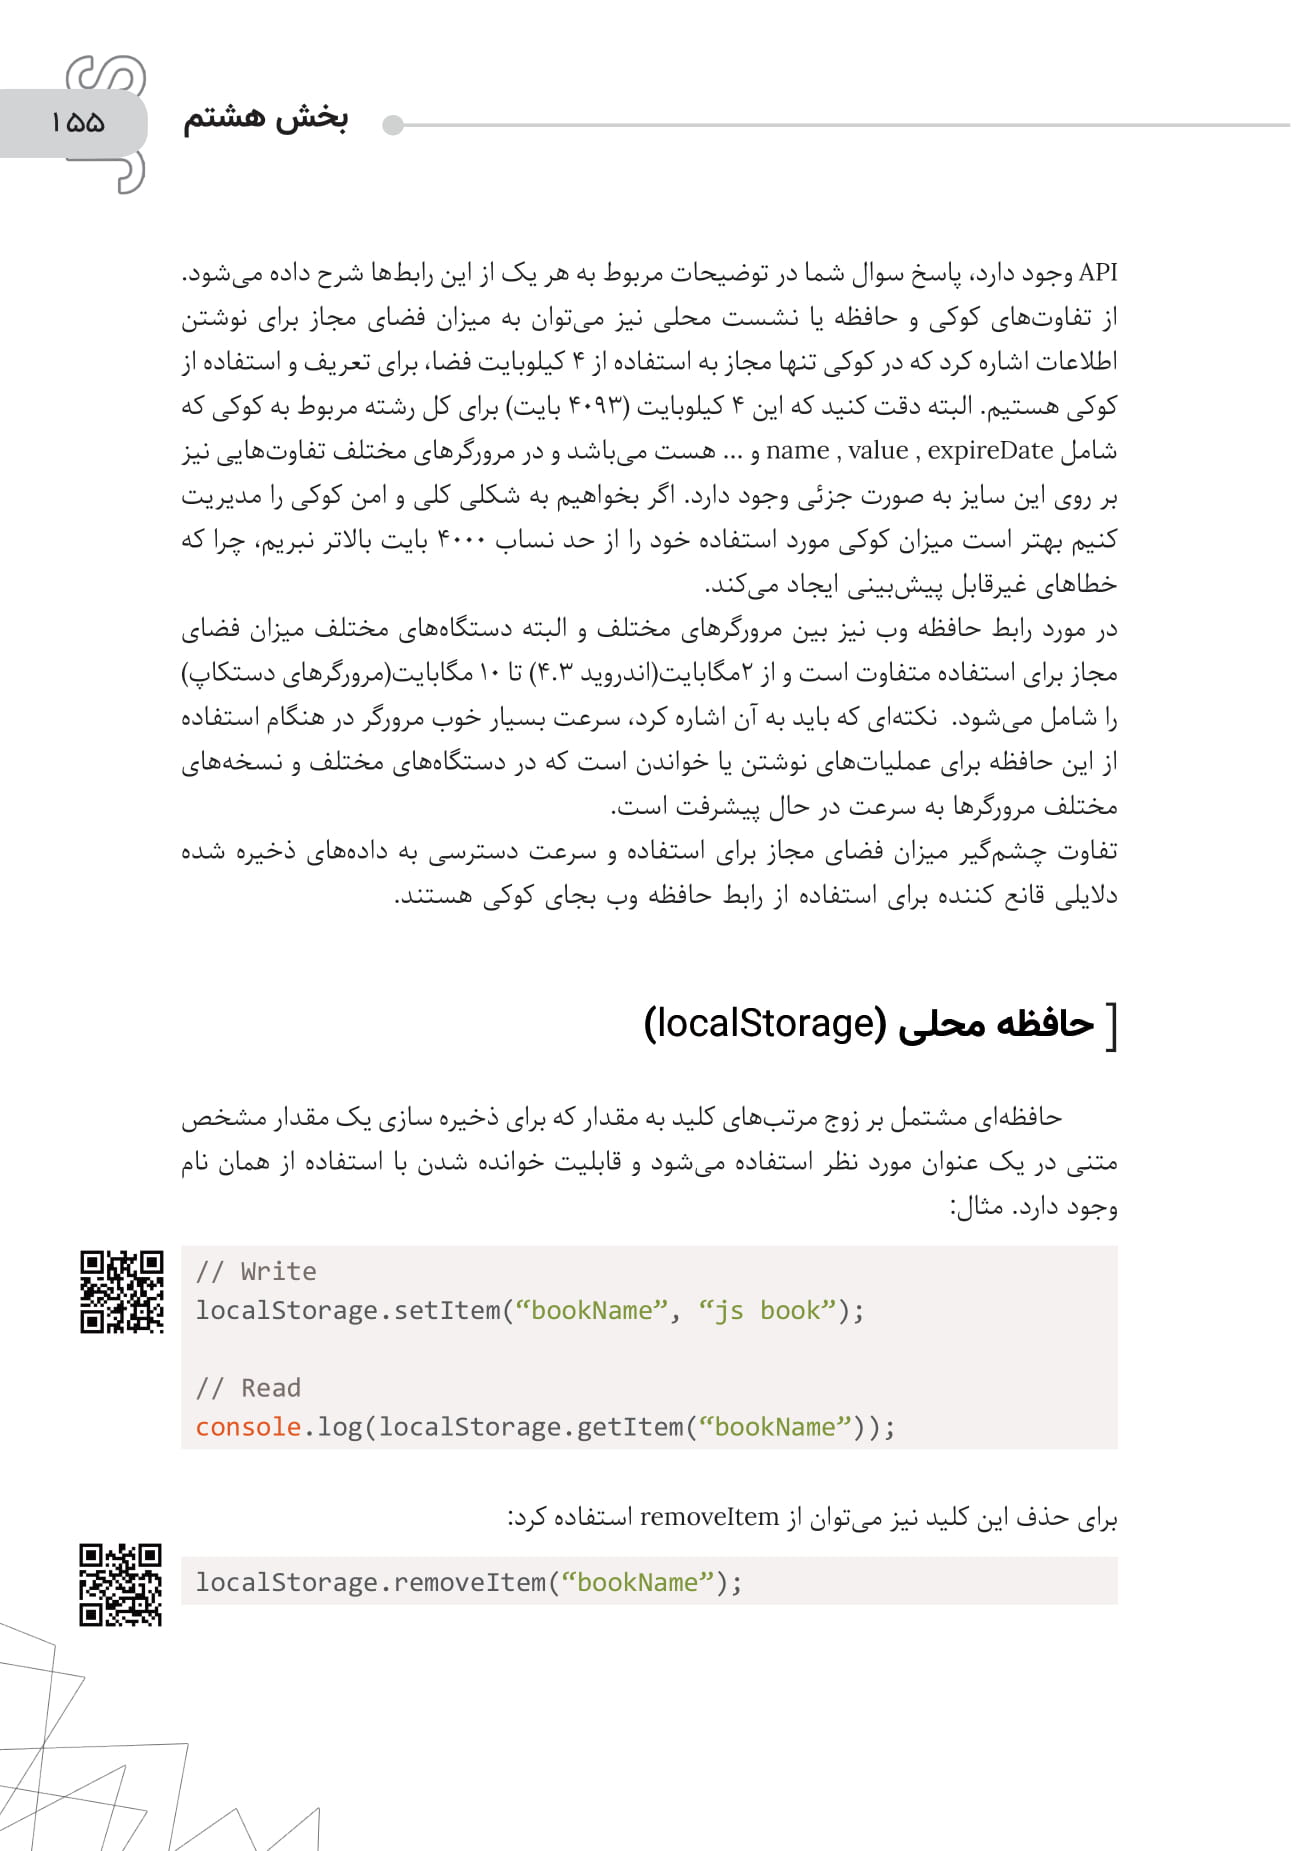 JS
۱۵۵
بخش هشتم
API وجود دارد، پاسخ سوال شما در توضیحات مربوط به هر یک از این رابط‌ها شرح داده می‌شود.
از تفاوت‌های کوکی و حافظه یا نشست محلی نیز می‌توان به میزان فضای مجاز برای نوشتن
اطلاعات اشاره کرد که در کوکی تنها مجاز به استفاده از ۴ کیلوبایت فضا، برای تعریف و استفاده از
کوکی هستیم. البته دقت کنید که این ۴ کیلوبایت (۴۰۹۳ بایت) برای کل رشته مربوط به کوکی که
شامل name , value , expireDate و ... هست می‌باشد و در مرورگرهای مختلف تفاوت‌هایی نیز
بر روی این سایز به صورت جزئی وجود دارد. اگر بخواهیم به شکلی کلی و امن کوکی را مدیریت
کنیم بهتر است میزان کوکی مورد استفاده خود را از حد نساب ۴۰۰۰ بایت بالاتر نبریم، چرا که
خطاهای غیرقابل پیش‌بینی ایجاد می‌کند.
در مورد رابط حافظه وب نیز بین مرورگرهای مختلف و البته دستگاه‌های مختلف میزان فضای
مجاز برای استفاده متفاوت است و از ۲مگابایت(اندروید ۴.۳) تا ۱۰ مگابایت(مرورگرهای دستکاپ)
را شامل می‌شود. نکته‌ای که باید به آن اشاره کرد، سرعت بسیار خوب مرورگر در هنگام استفاده
از این حافظه برای عملیات‌های نوشتن یا خواندن است که در دستگاه‌های مختلف و نسخه‌های
مختلف مرورگرها به سرعت در حال پیشرفت است.
تفاوت چشم‌گیر میزان فضای مجاز برای استفاده و سرعت دسترسی به داده‌های ذخیره شده
دلایلی قانع کننده برای استفاده از رابط حافظه وب بجای کوکی هستند.
[ حافظه محلی (localStorage)
حافظه‌ای مشتمل بر زوج مرتب‌های کلید به مقدار که برای ذخیره سازی یک مقدار مشخص
متنی در یک عنوان مورد نظر استفاده می‌شود و قابلیت خوانده شدن با استفاده از همان نام
وجود دارد. مثال:
// Write
localStorage.setItem(“bookName”, “js book”);
// Read
console.log(localStorage.getItem(“bookName”));
برای حذف این کلید نیز می‌توان از removeItem استفاده کرد:
localStorage.removeItem(“bookName”);